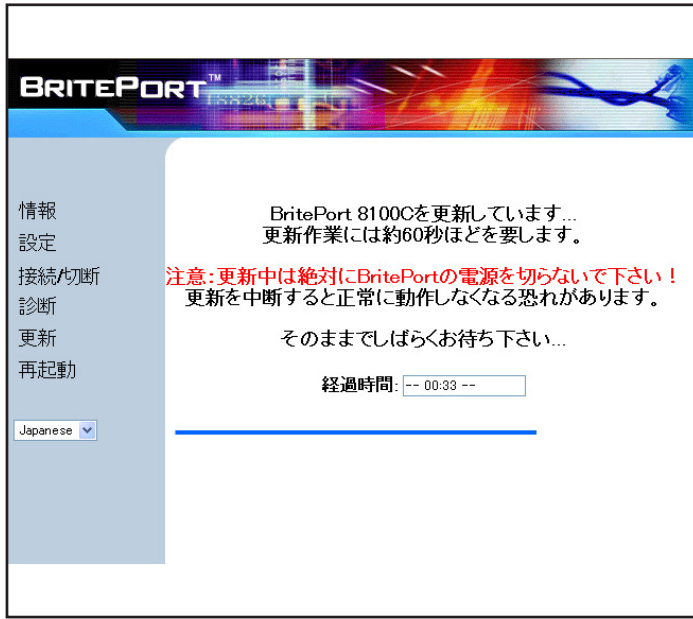 BRITEPORT™
情報
設定
接続/切断
診断
更新
再起動
Japanese
BritePort 8100Cを更新しています...
更新作業には約60秒ほどを要します。
注意：更新中は絶対にBritePortの電源を切らないで下さい！
更新を中断すると正常に動作しなくなる恐れがあります。
そのままでしばらくお待ち下さい...
経過時間: -- 00:33 --